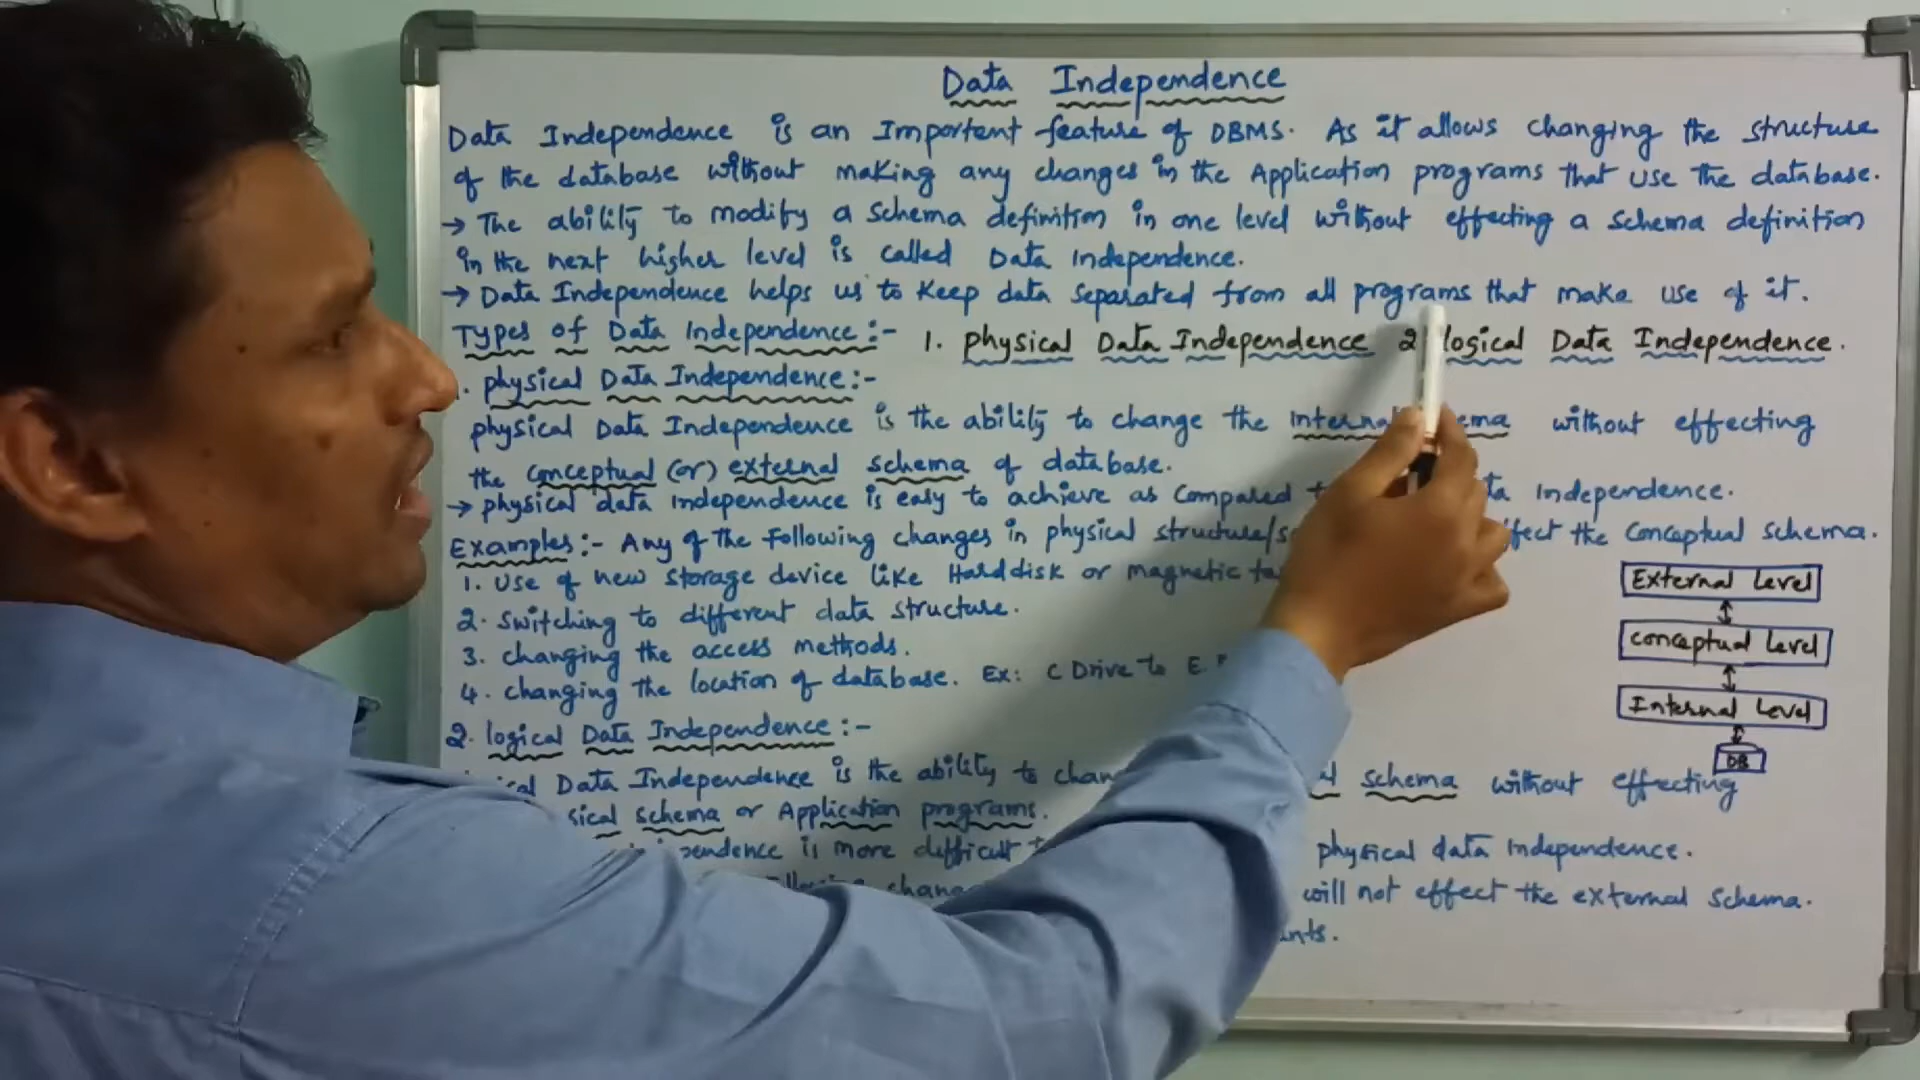 Data Independence
Data Independence is an Important feature of DBMS. As it allows changing the structure
of the database without making any changes in the Application programs that use the database.
→ The ability to modify a schema definition in one level without effecting a schema definition
in the next higher level is called Data Independence.
→ Data Independence helps us to keep data separated from all programs that make use of it.
Types of Data Independence:- 1. physical Data Independence 2 logical Data Independence.
. physical Data Independence:-
physical Data Independence is the ability to change the ema without effecting
the conceptual (or) external schema of database.
→ physical data Independence is easy to achieve as compared ta Independence.
Examples:- Any of the Following changes in physical structure/s ffect the conceptual schema.
1. Use of new storage device like Harddisk or magnetic
2. switching to different data structure.
3. changing the access methods.
4. changing the location of database. Ex: C Drive to E.
External Level
conceptual Level
Internal Level
DB
2. logical Data Independence:-
Data Independence is the ability to schema without effecting
sical schema or Application programs.
pendence is more difficult physical data Independence.
will not effect the external schema.
nts.